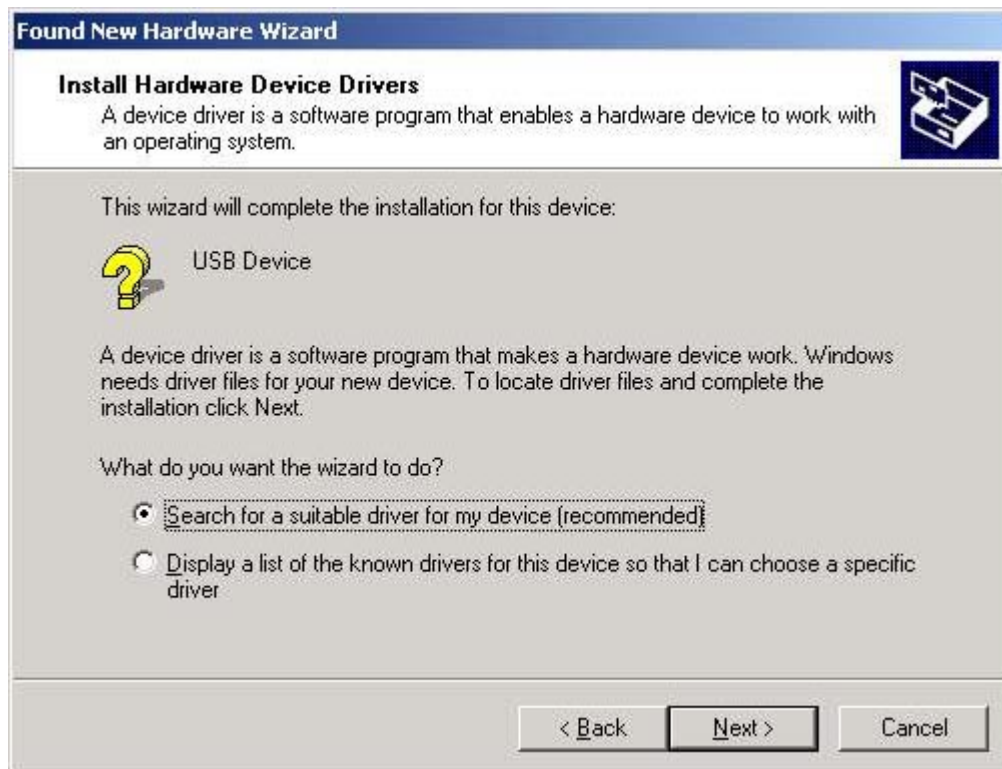 Found New Hardware Wizard
Install Hardware Device Drivers
A device driver is a software program that enables a hardware device to work with
an operating system.
This wizard will complete the installation for this device:
USB Device
A device driver is a software program that makes a hardware device work. Windows
needs driver files for your new device. To locate driver files and complete the
installation click Next.
What do you want the wizard to do?
Search for a suitable driver for my device (recommended)
Display a list of the known drivers for this device so that I can choose a specific
driver
< Back Next > Cancel